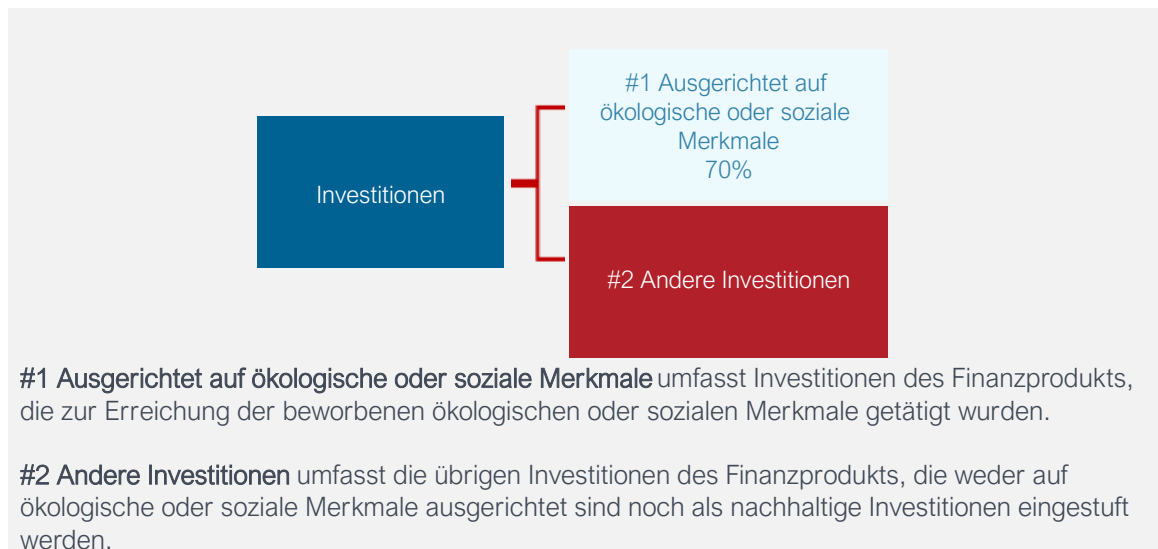 #1 Ausgerichtet auf
ökologische oder soziale
Merkmale
70%
Investitionen
#2 Andere Investitionen
#1 Ausgerichtet auf ökologische oder soziale Merkmale umfasst Investitionen des Finanzprodukts,
die zur Erreichung der beworbenen ökologischen oder sozialen Merkmale getätigt wurden.
#2 Andere Investitionen umfasst die übrigen Investitionen des Finanzprodukts, die weder auf
ökologische oder soziale Merkmale ausgerichtet sind noch als nachhaltige Investitionen eingestuft
werden.